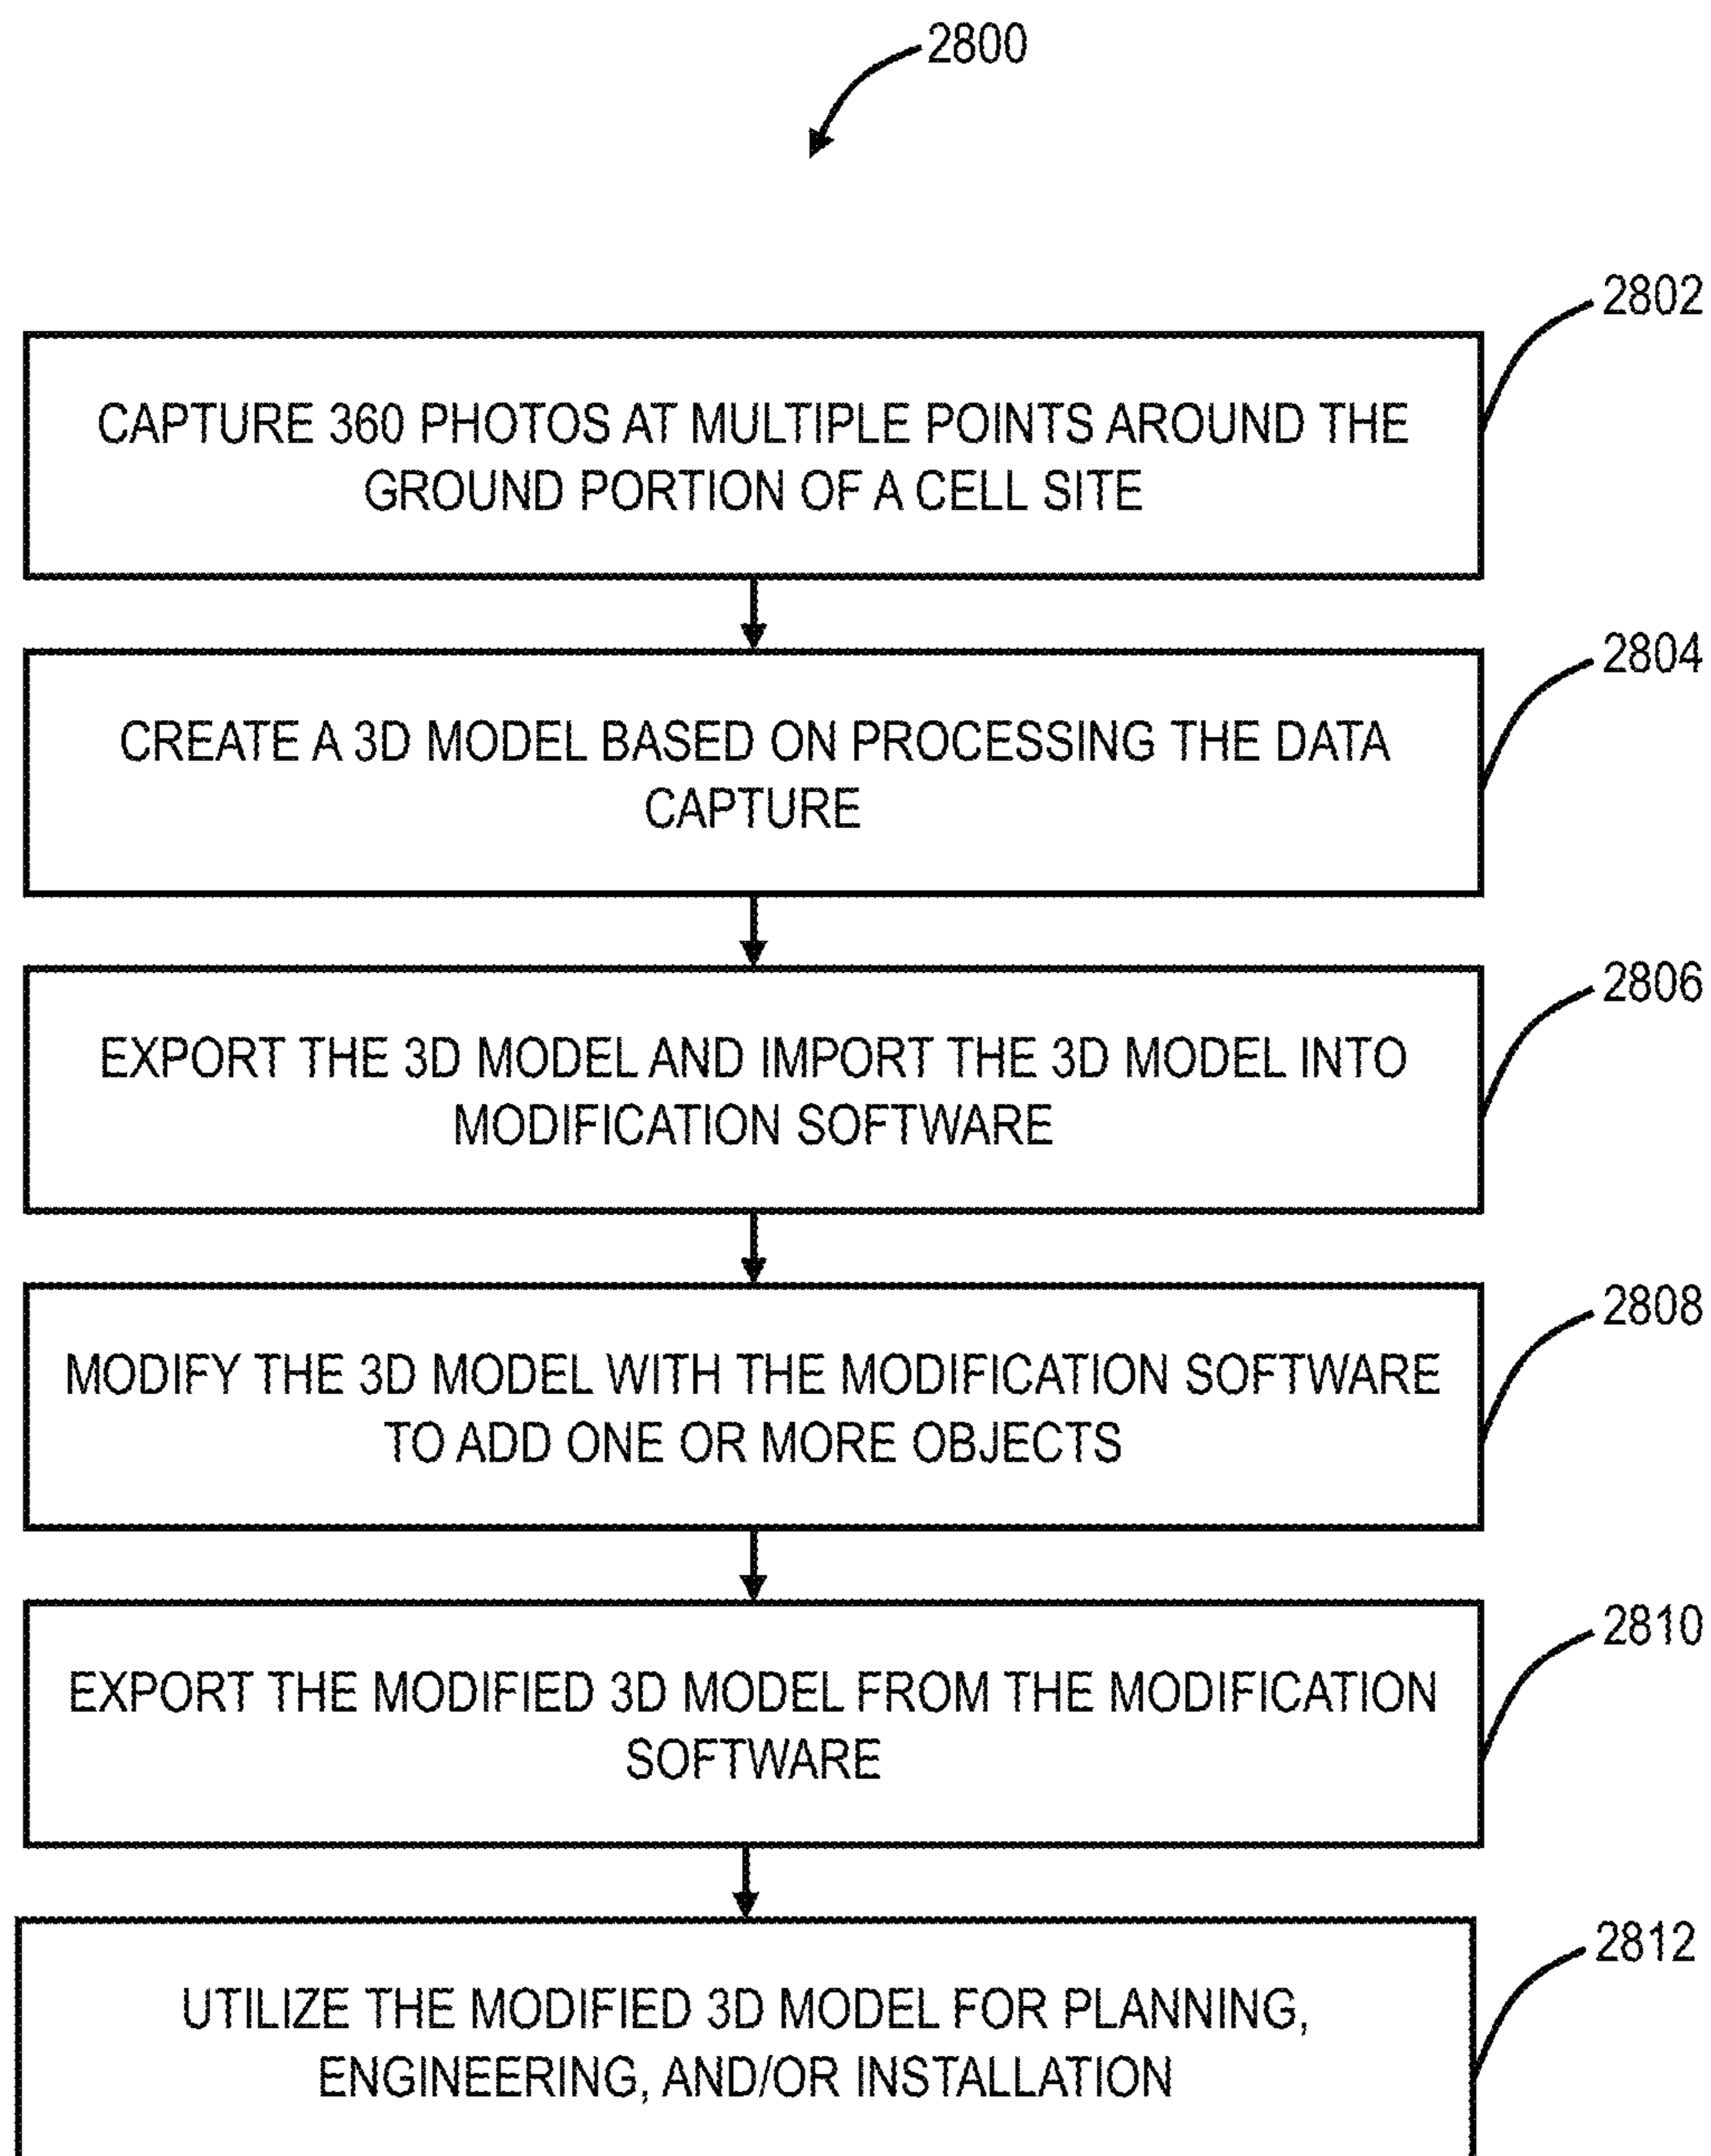 2800
2802
CAPTURE 360 PHOTOS AT MULTIPLE POINTS AROUND THE
GROUND PORTION OF A CELL SITE
2804
CREATE A 3D MODEL BASED ON PROCESSING THE DATA
CAPTURE
2806
EXPORT THE 3D MODEL AND IMPORT THE 3D MODEL INTO
MODIFICATION SOFTWARE
2808
MODIFY THE 3D MODEL WITH THE MODIFICATION SOFTWARE
TO ADD ONE OR MORE OBJECTS
2810
EXPORT THE MODIFIED 3D MODEL FROM THE MODIFICATION
SOFTWARE
2812
UTILIZE THE MODIFIED 3D MODEL FOR PLANNING,
ENGINEERING, AND/OR INSTALLATION